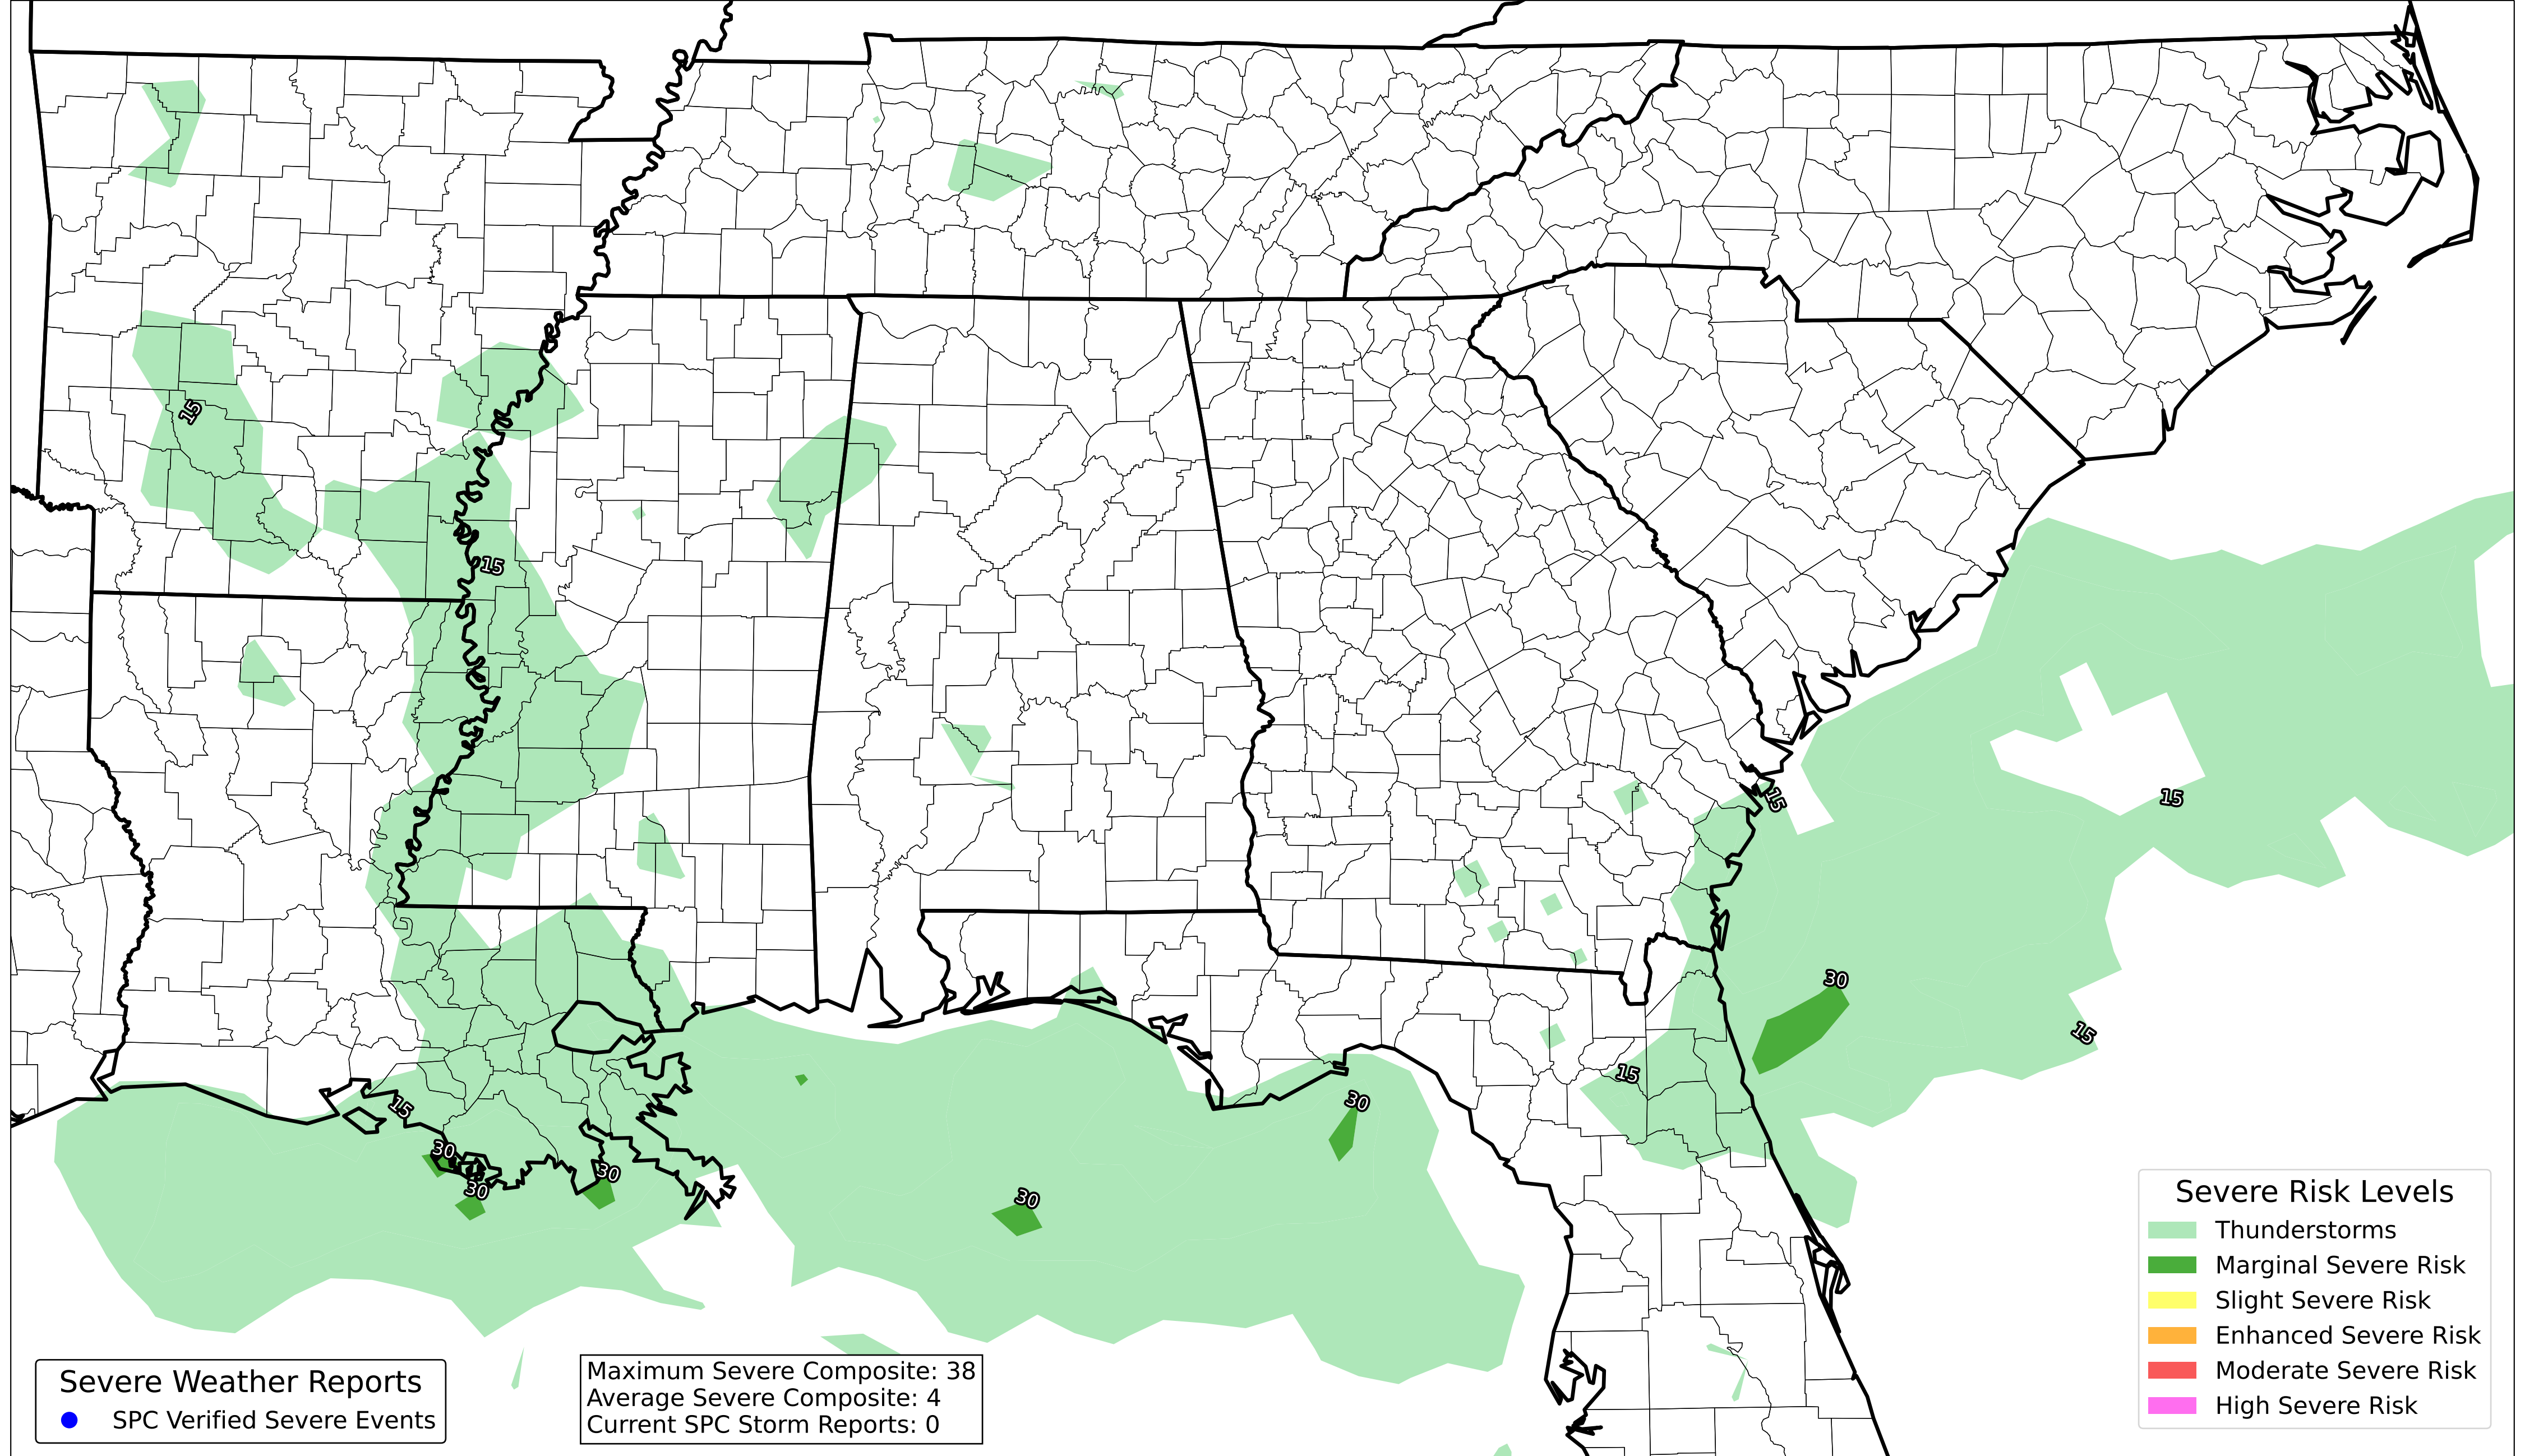 15
15
15
15
30
15
15
30
15
30
30
30
30
Severe Risk Levels
Thunderstorms
Marginal Severe Risk
Slight Severe Risk
Enhanced Severe Risk
Moderate Severe Risk
High Severe Risk
Severe Weather Reports
SPC Verified Severe Events
Maximum Severe Composite: 38
Average Severe Composite: 4
Current SPC Storm Reports: 0